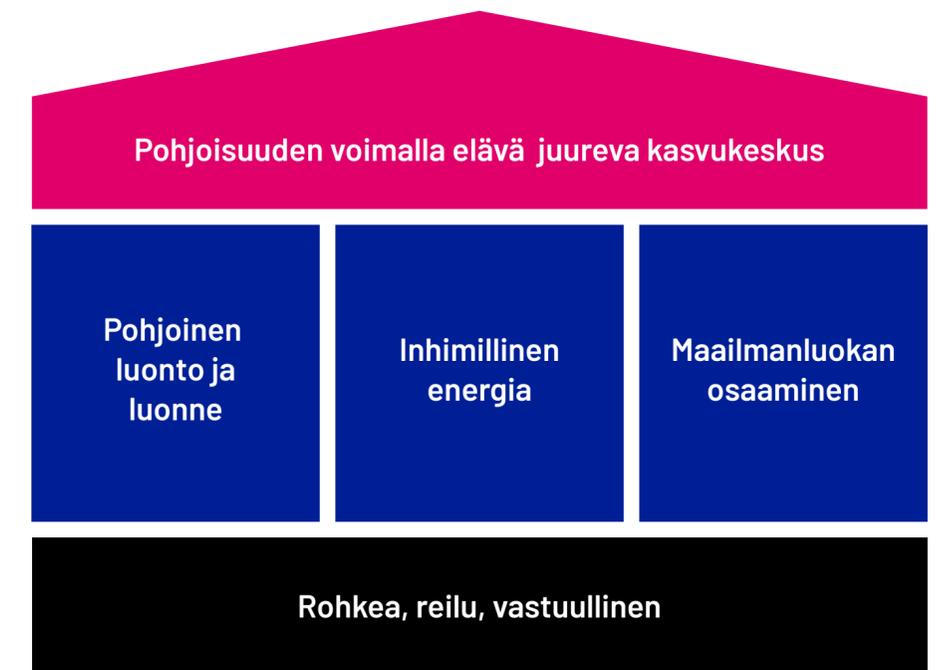 Pohjoisuuden voimalla elävä juureva kasvukeskus
Pohjoinen
luonto ja
luonne
Inhimillinen
energia
Maailmanluokan
osaaminen
Rohkea, reilu, vastuullinen